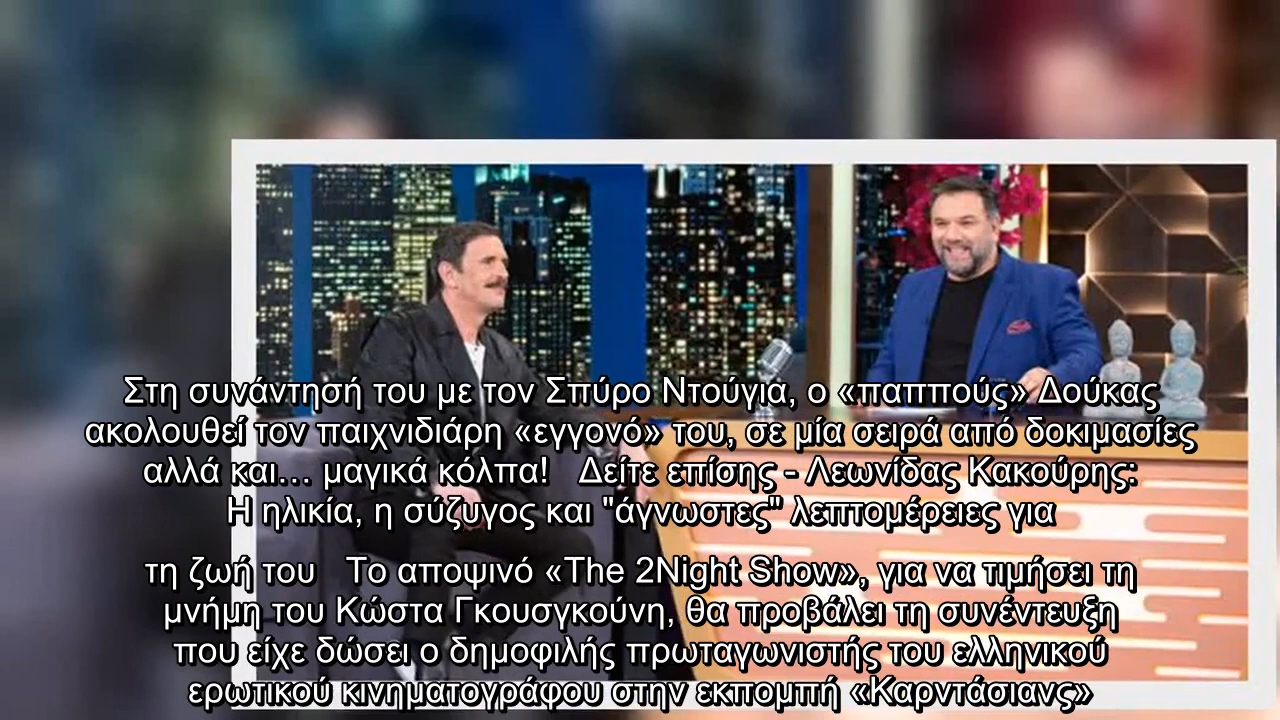 Στη συνάντησή του με τον Σπύρο Ντούγια, ο «παππούς» Δούκας
ακολουθεί τον παιχνιδιάρη «εγγονό» του, σε μία σειρά από δοκιμασίες
αλλά και… μαγικά κόλπα!   Δείτε επίσης - Λεωνίδας Κακούρης:
Η ηλικία, η σύζυγος και "άγνωστες" λεπτομέρειες για
τη ζωή του   Το αποψινό «The 2Night Show», για να τιμήσει τη
μνήμη του Κώστα Γκουσγκούνη, θα προβάλει τη συνέντευξη
που είχε δώσει ο δημοφιλής πρωταγωνιστής του ελληνικού
ερωτικού κινηματογράφου στην εκπομπή «Καρντάσιανς»